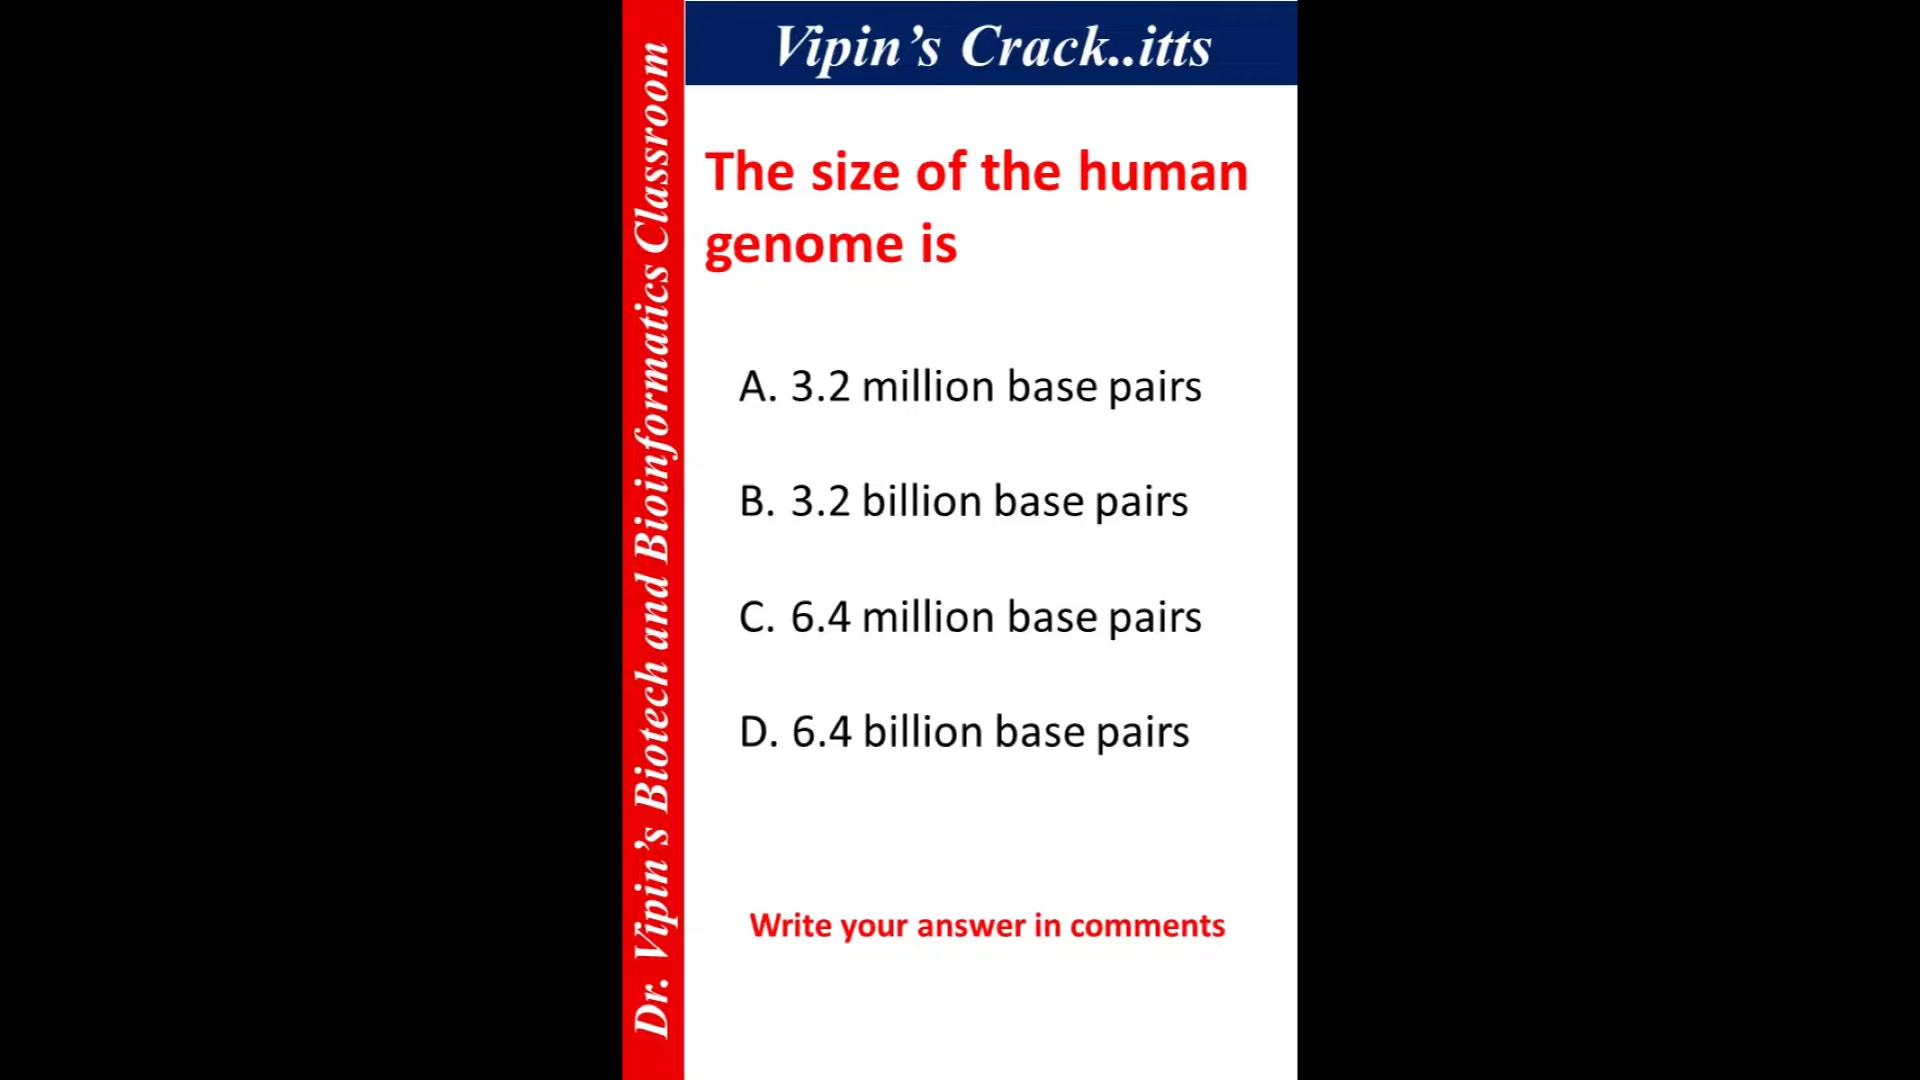 Vipin's Crack..itts
Dr. Vipin's Biotech and Bioinformatics Classroom
The size of the human
genome is
A. 3.2 million base pairs
B. 3.2 billion base pairs
C. 6.4 million base pairs
D. 6.4 billion base pairs
Write your answer in comments